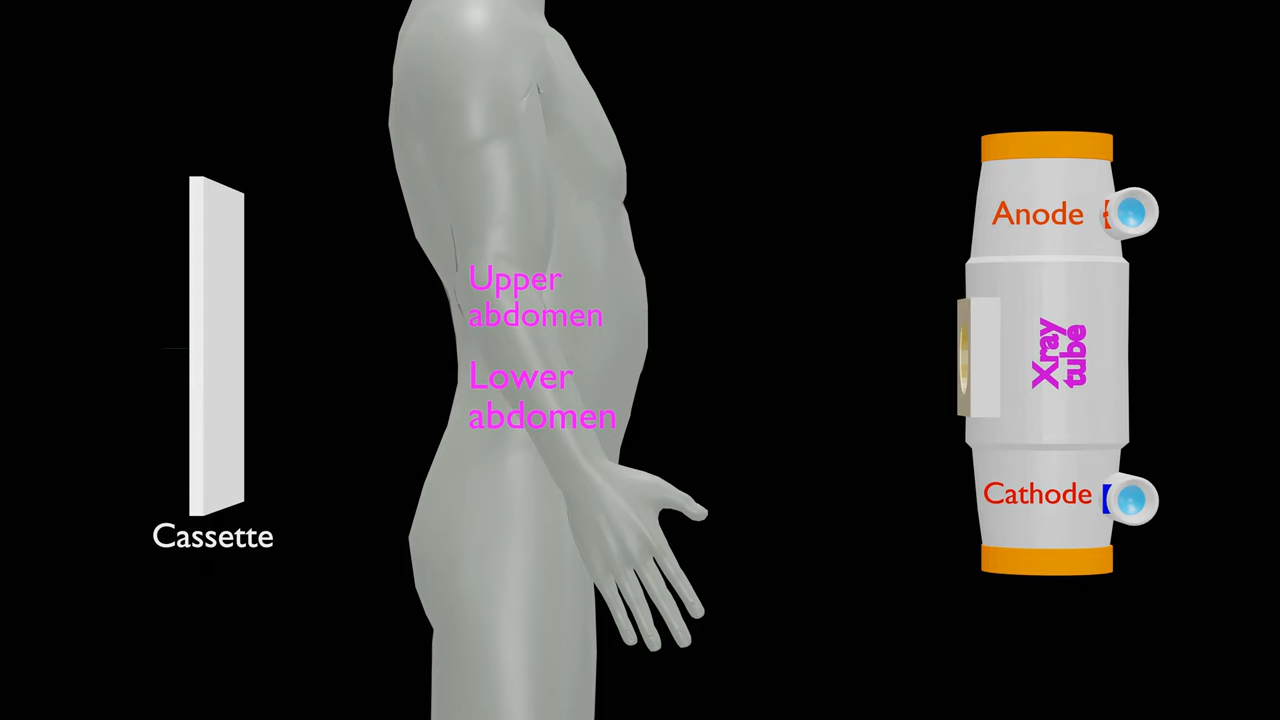 Anode
Upper
abdomen
Xray
tube
Lower
abdomen
Cathode
Cassette